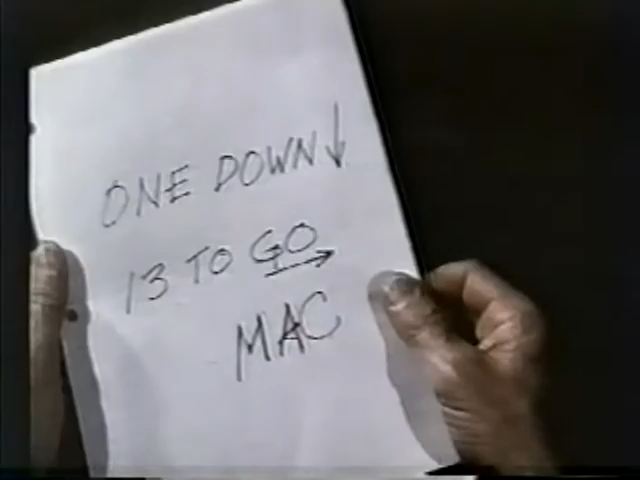 ONE DOWN ↓
13 TO GO →
MAC